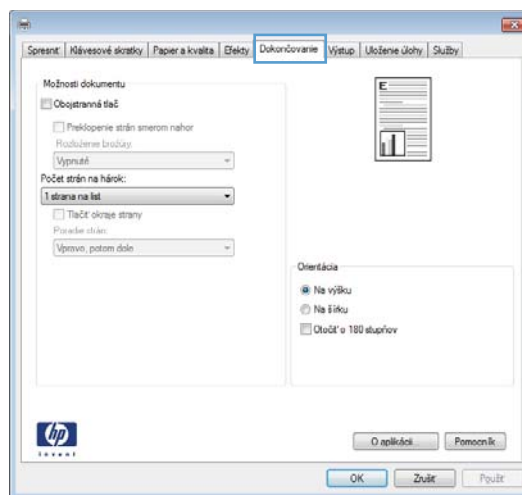 Spresniť Klávesové skratky Papier a kvalita Efekty Dokončovanie Výstup Uloženie úlohy Služby
Možnosti dokumentu
Obojstranná tlač
Preklopenie strán smerom nahor
Rozloženie brožúry:
Vypnuté
Počet strán na hárok:
1 strana na list
Tlačiť okraje strany
Poradie strán:
Vpravo, potom dole
E
Orientácia
Na výšku
Na šírku
Otočiť o 180 stupňov
hp
invent
O aplikácii... Pomocník
OK Zrušiť Použiť